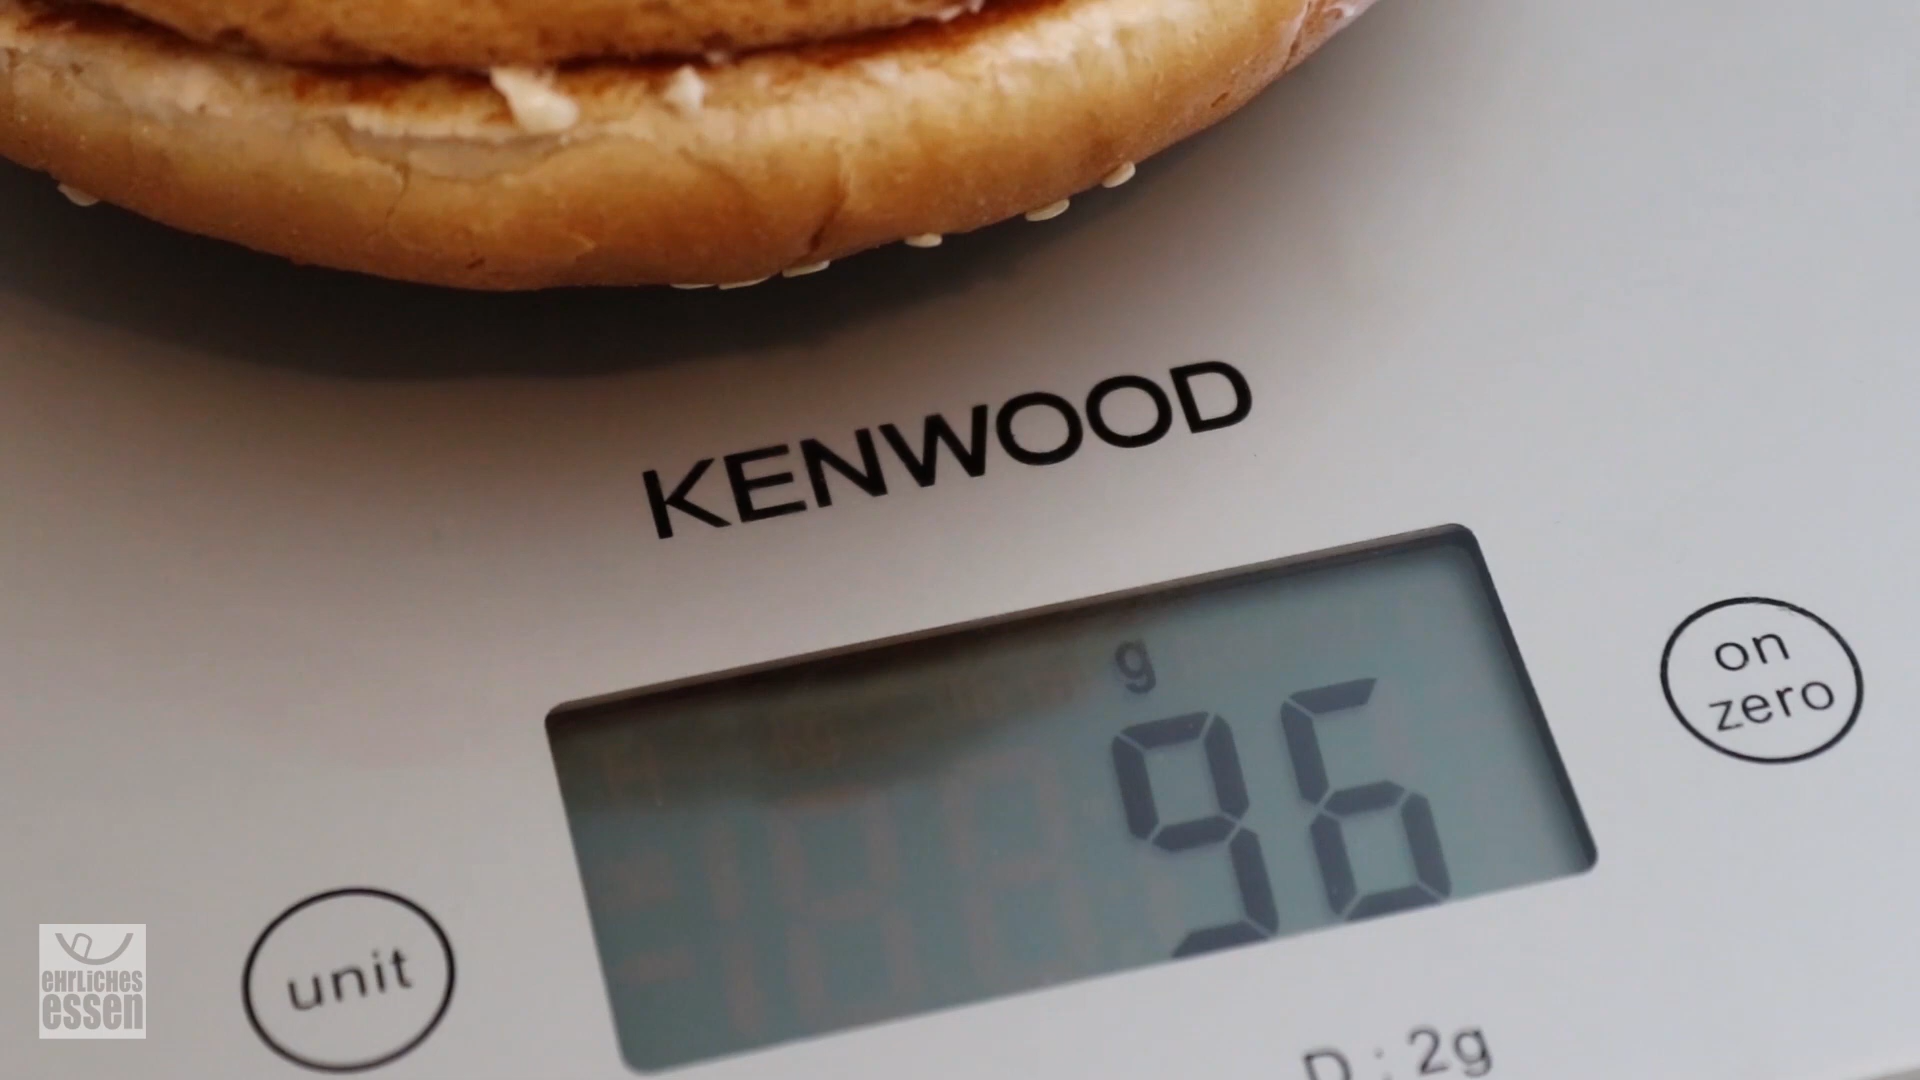 KENWOOD
g
96
on
zero
unit
D : 2g
EHRLiCHES
essen